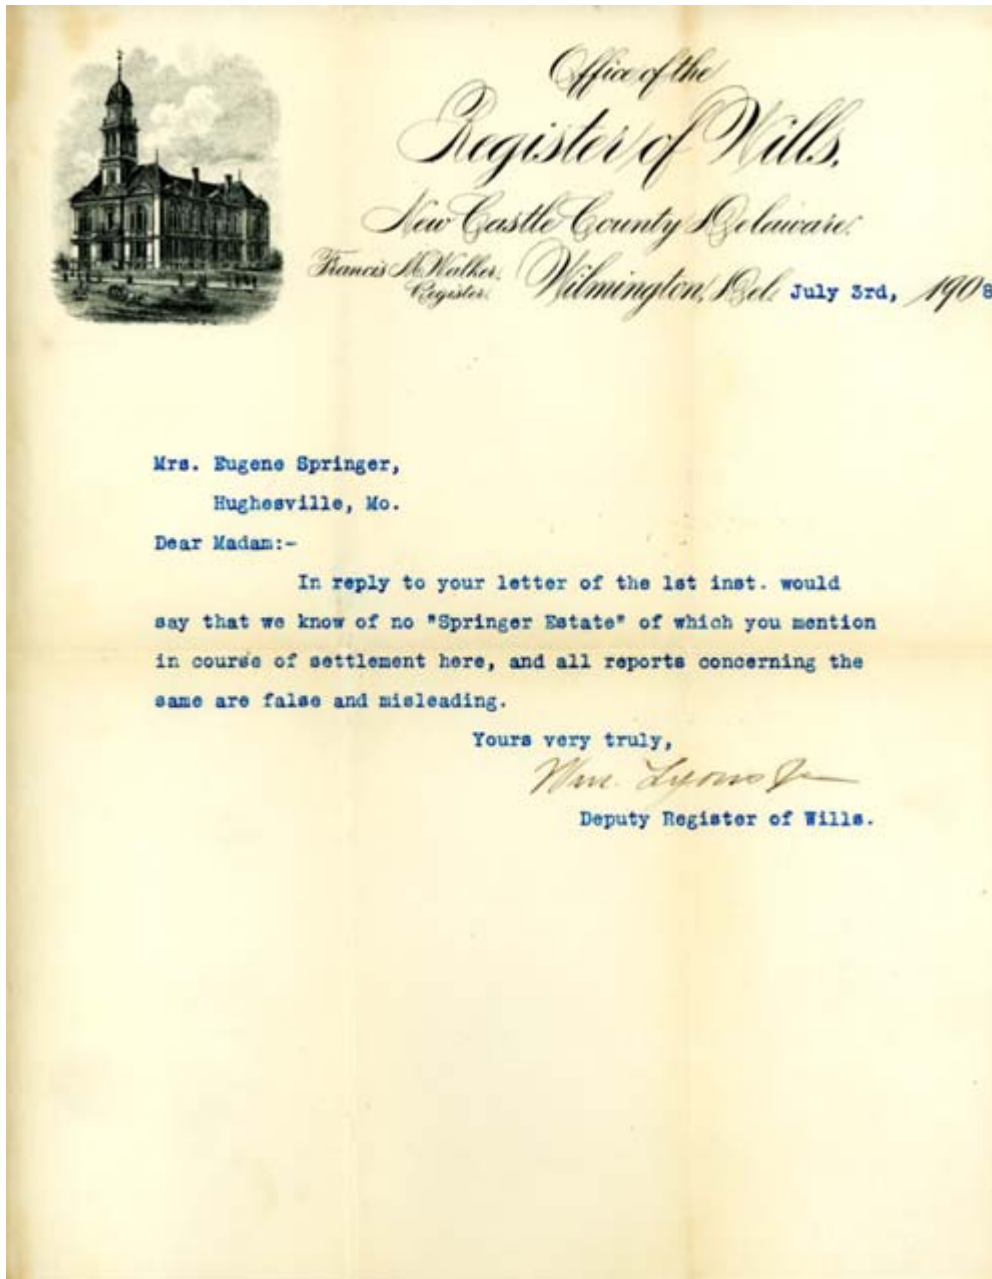 Office of the
Register of Wills,
New Castle County Delaware.
Francis M. Walker,
Register.
Wilmington, Del. July 3rd, 1908
Mrs. Eugene Springer,
Hughesville, Mo.
Dear Madam:-
In reply to your letter of the 1st inst. would
say that we know of no "Springer Estate" of which you mention
in course of settlement here, and all reports concerning the
same are false and misleading.
Yours very truly,
Wm. Lyons Jr
Deputy Register of Wills.